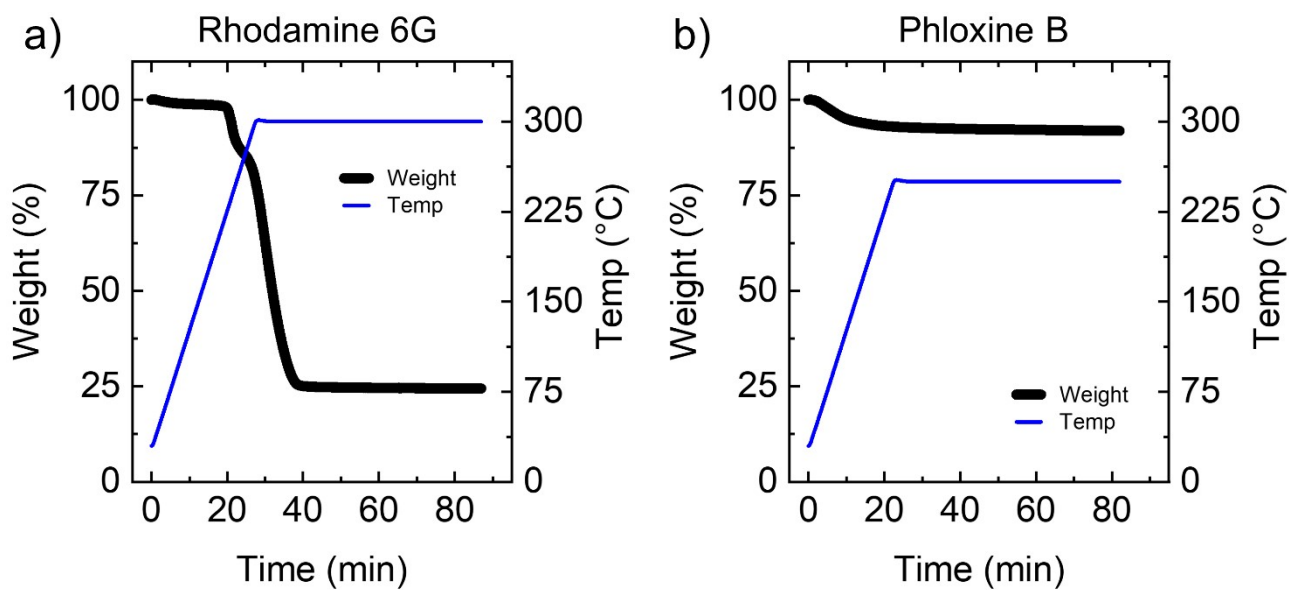 a)
Rhodamine 6G
Weight (%)
100
75
50
25
0
Weight
Temp
300
225
150
75
0
Temp (°C)
0 20 40 60 80
Time (min)
b)
Phloxine B
Weight (%)
100
75
50
25
0
Weight
Temp
300
225
150
75
0
Temp (°C)
0 20 40 60 80
Time (min)